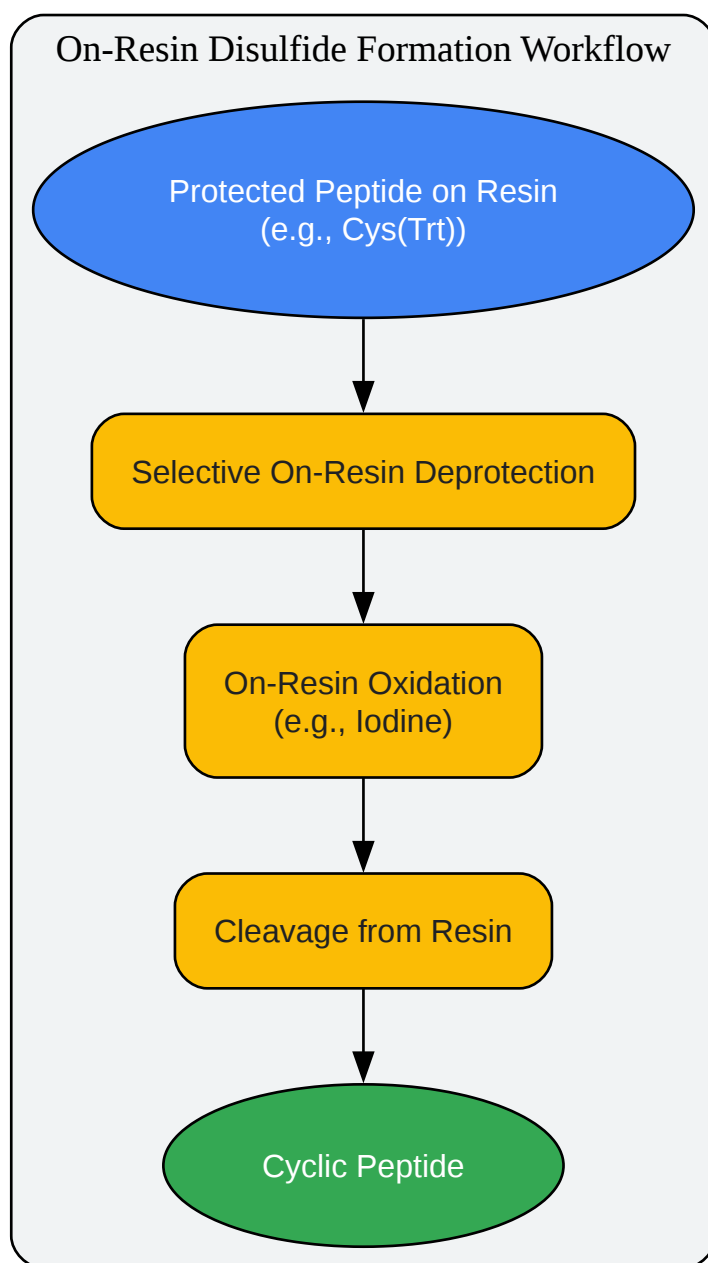 On-Resin Disulfide Formation Workflow
Protected Peptide on Resin
(e.g., Cys(Trt))
Selective On-Resin Deprotection
On-Resin Oxidation
(e.g., Iodine)
Cleavage from Resin
Cyclic Peptide